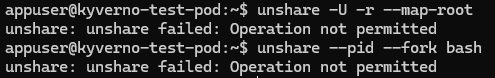 appuser@kyverno-test-pod:~$ unshare -U -r --map-root
unshare: unshare failed: Operation not permitted
appuser@kyverno-test-pod:~$ unshare --pid --fork bash
unshare: unshare failed: Operation not permitted